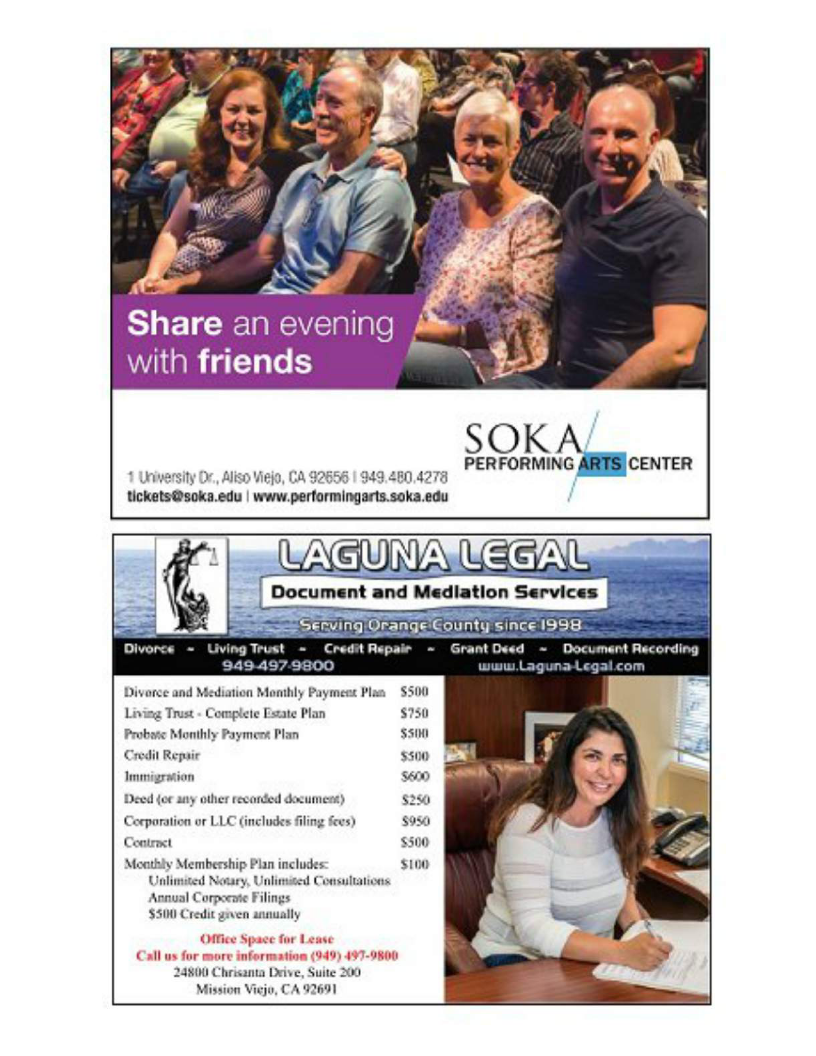 Share an evening
with friends
SOKA
PERFORMING ARTS CENTER
1 University Dr., Aliso Viejo, CA 92656 | 949.480.4278
tickets@soka.edu | www.performingarts.soka.edu
LAGUNA LEGAL
Document and Mediation Services
Serving Orange County since 1998
Divorce ~ Living Trust ~ Credit Repair ~ Grant Deed ~ Document Recording
949-497-9800 www.Laguna-Legal.com
Divorce and Mediation Monthly Payment Plan $500
Living Trust - Complete Estate Plan $750
Probate Monthly Payment Plan $500
Credit Repair $500
Immigration $600
Deed (or any other recorded document) $250
Corporation or LLC (includes filing fees) $950
Contract $500
Monthly Membership Plan includes: $100
Unlimited Notary, Unlimited Consultations
Annual Corporate Filings
$500 Credit given annually
Office Space for Lease
Call us for more information (949) 497-9800
24800 Chrisanta Drive, Suite 200
Mission Viejo, CA 92691